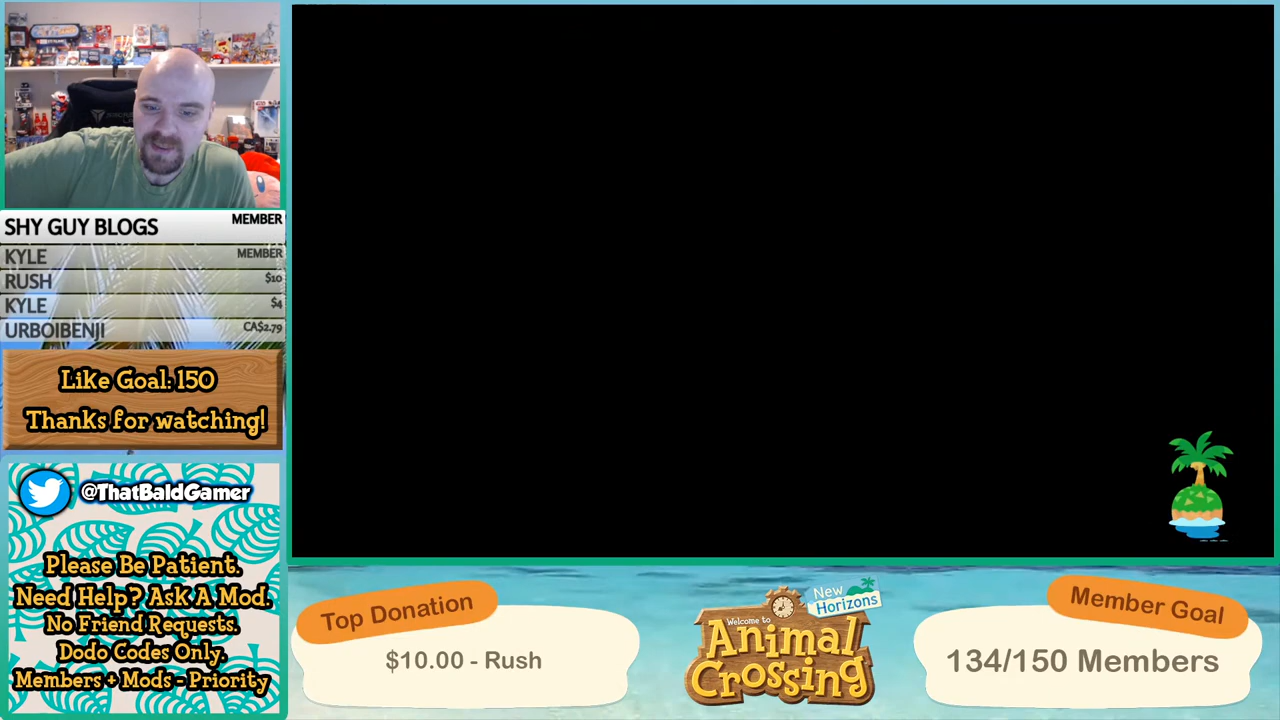 SHY GUY BLOGS MEMBER
KYLE MEMBER
RUSH $10
KYLE $4
URBOIBENJI CA$2.79
Like Goal: 150
Thanks for watching!
@ThatBaldGamer
Please Be Patient.
Need Help? Ask A Mod.
No Friend Requests.
Dodo Codes Only.
Members + Mods - Priority
Top Donation
$10.00 - Rush
Welcome to
Animal
Crossing
New
Horizons
Member Goal
134/150 Members